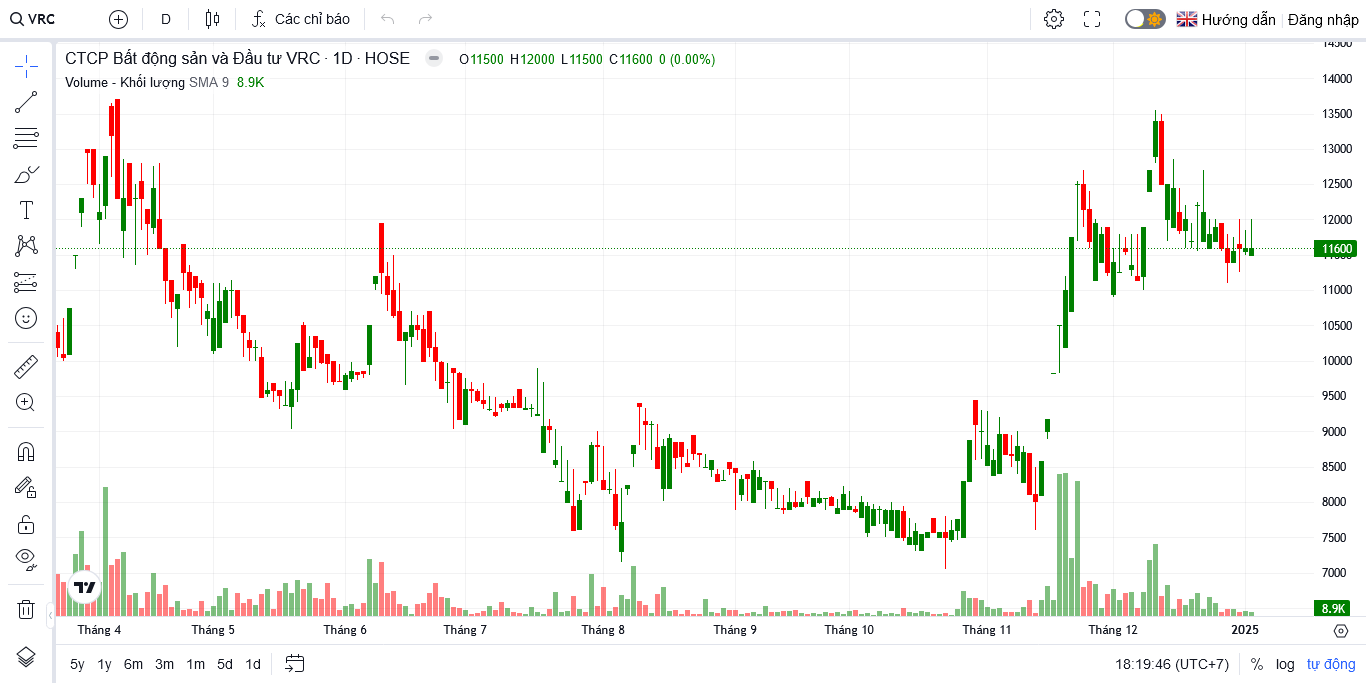 VRC
D
Các chỉ báo
Hướng dẫn
Đăng nhập
CTCP Bất động sản và Đầu tư VRC · 1D · HOSE
O11500 H12000 L11500 C11600 0 (0.00%)
Volume - Khối lượng SMA 9 8.9K
14500
14000
13500
13000
12500
12000
11600
11500
11000
10500
10000
9500
9000
8500
8000
7500
7000
8.9K
Tháng 4 Tháng 5 Tháng 6 Tháng 7 Tháng 8 Tháng 9 Tháng 10 Tháng 11 Tháng 12 2025
5y 1y 6m 3m 1m 5d 1d
18:19:46 (UTC+7) % log tự động